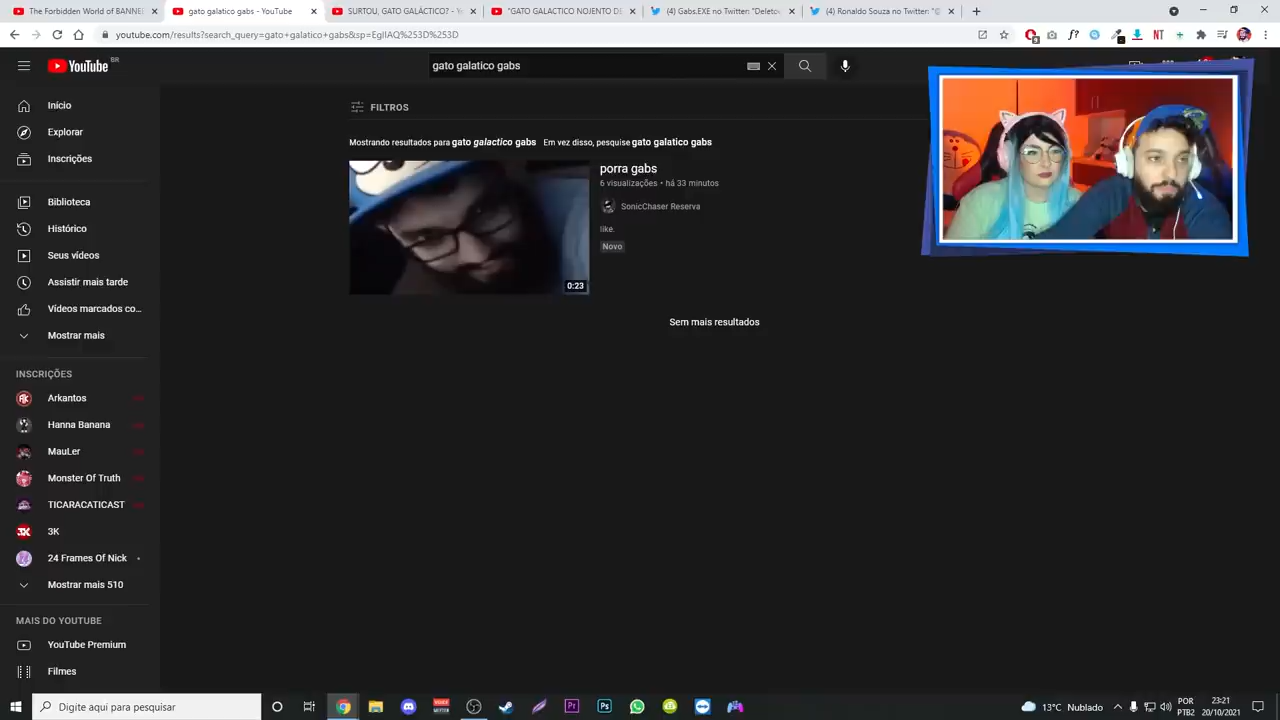 The Forbidden World of BANNE
gato galatico gabs - YouTube
SURTOU, GATO GALÁCTICO? - Y
"GATO GALACTICO NOJENTO DE
(4) Gabs.EXE no Twitter: "Deletou
(4) Ronaldo Souza no Twitter: "@
youtube.com/results?search_query=gato+galatico+gabs&sp=EgIIAQ%253D%253D
YouTube BR
gato galatico gabs
Início
Explorar
Inscrições
Biblioteca
Histórico
Seus vídeos
Assistir mais tarde
Vídeos marcados co...
Mostrar mais
INSCRIÇÕES
Arkantos
Hanna Banana
MauLer
Monster Of Truth
TICARACATICAST
3K
24 Frames Of Nick
Mostrar mais 510
MAIS DO YOUTUBE
YouTube Premium
Filmes
FILTROS
Mostrando resultados para gato galactico gabs Em vez disso, pesquise gato galatico gabs
porra gabs
6 visualizações • há 33 minutos
SonicChaser Reserva
like.
Novo
0:23
Sem mais resultados
Digite aqui para pesquisar
13°C Nublado
POR
PTB2
23:21
20/10/2021